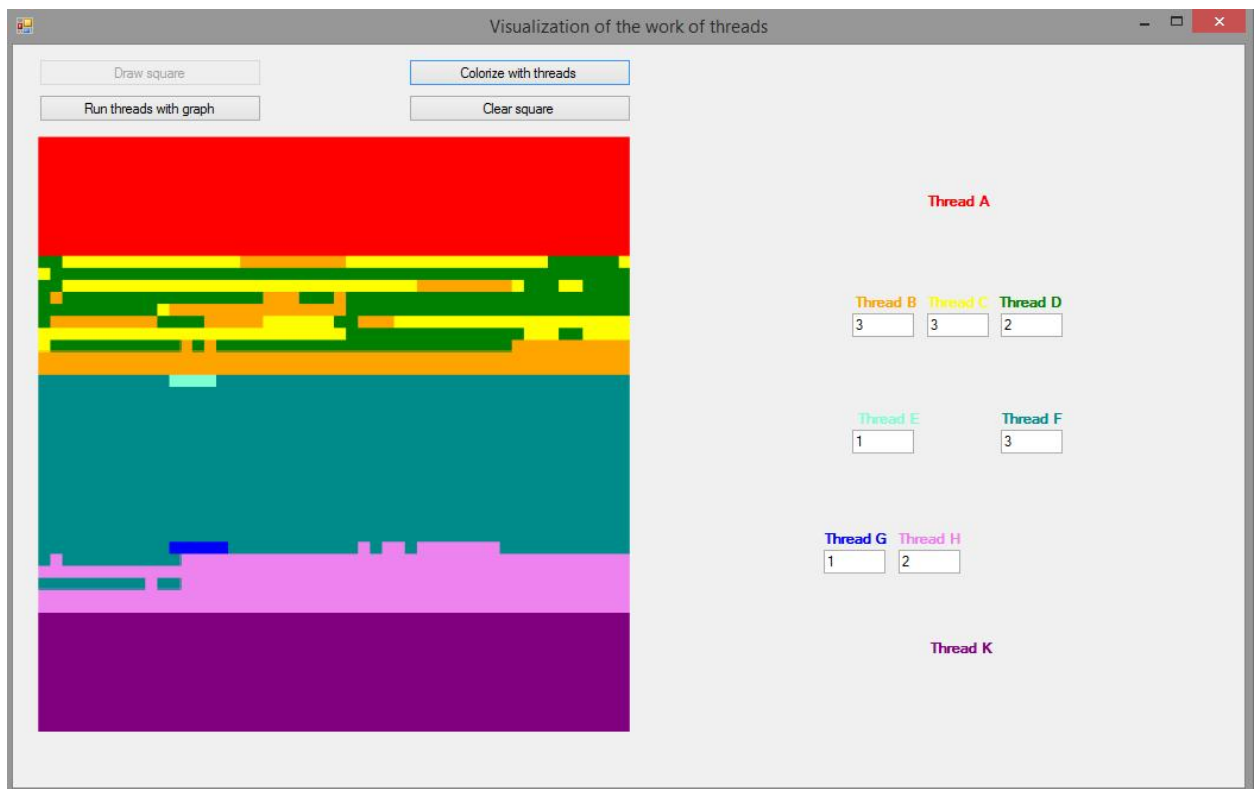 Visualization of the work of threads
Draw square
Colorize with threads
Run threads with graph
Clear square
Thread A
Thread B Thread C Thread D
3 3 2
Thread E Thread F
1 3
Thread G Thread H
1 2
Thread K